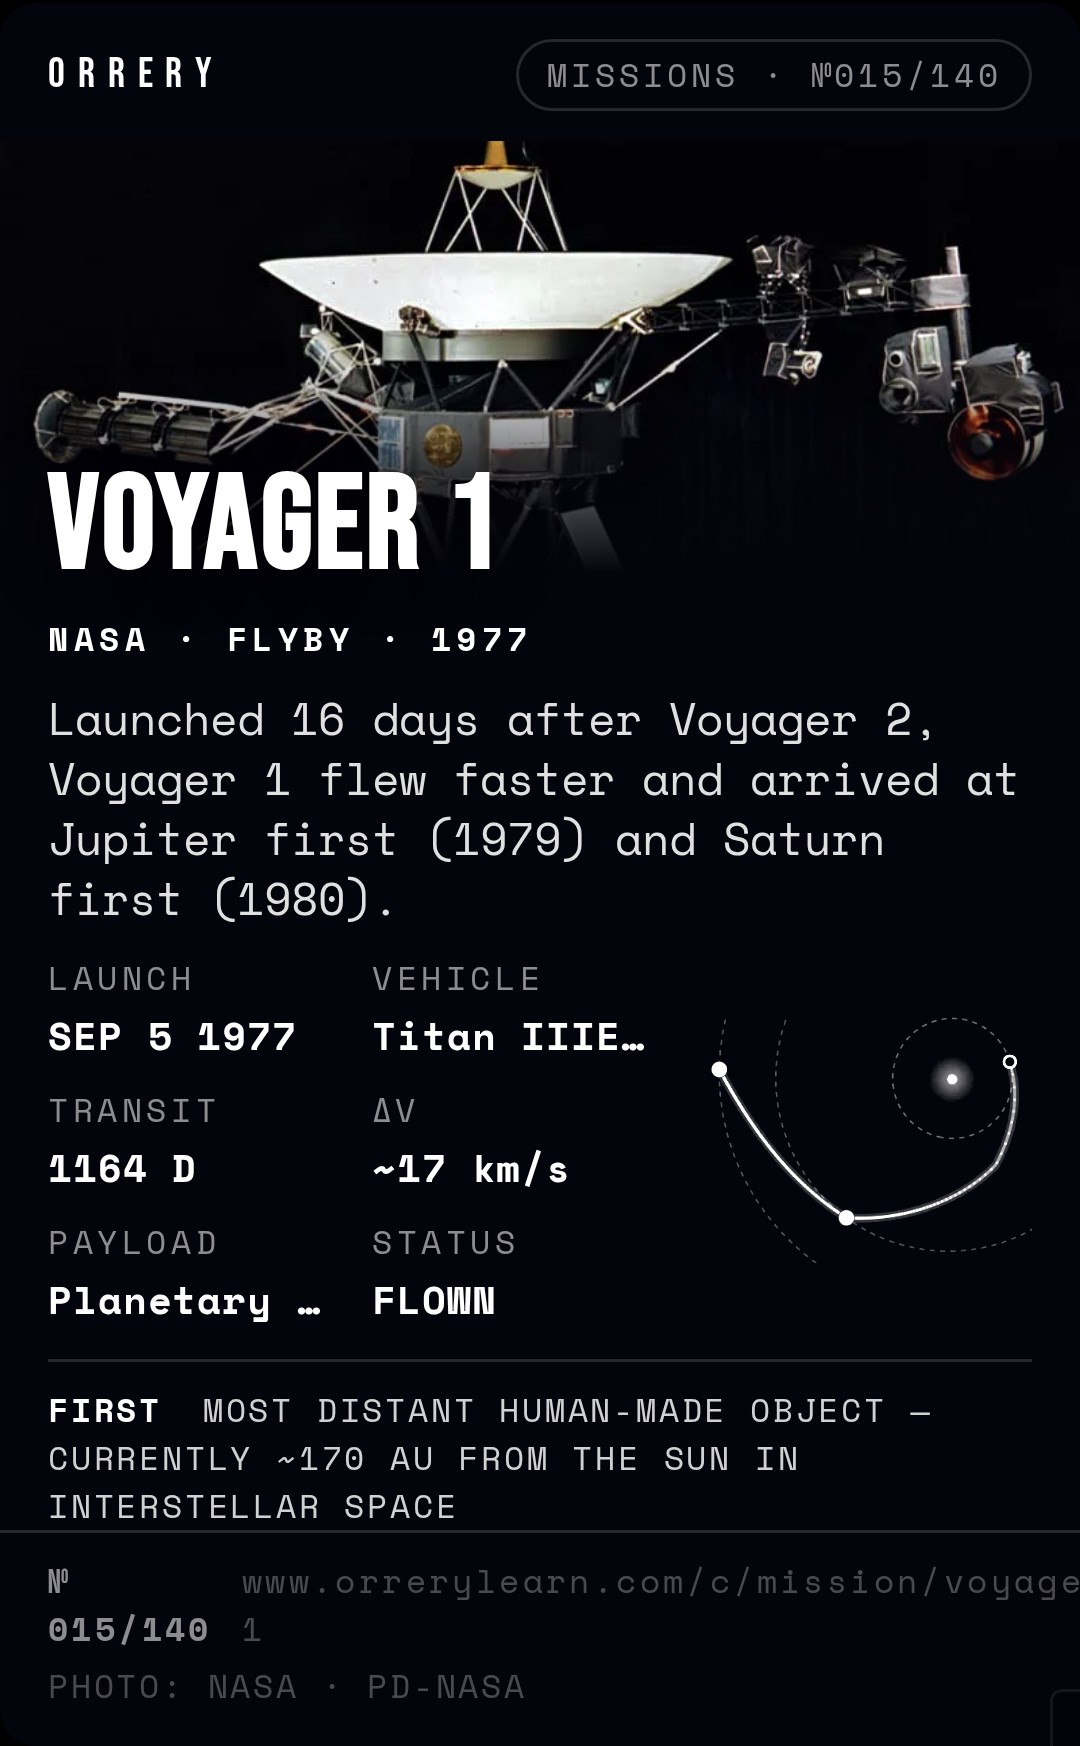 ORRERY
MISSIONS · №015/140
VOYAGER 1
NASA · FLYBY · 1977
Launched 16 days after Voyager 2,
Voyager 1 flew faster and arrived at
Jupiter first (1979) and Saturn
first (1980).
LAUNCH VEHICLE
SEP 5 1977 Titan IIIE…
TRANSIT ΔV
1164 D ~17 km/s
PAYLOAD STATUS
Planetary … FLOWN
FIRST MOST DISTANT HUMAN-MADE OBJECT —
CURRENTLY ~170 AU FROM THE SUN IN
INTERSTELLAR SPACE
№ www.orrerylearn.com/c/mission/voyage
015/140 1
PHOTO: NASA · PD-NASA